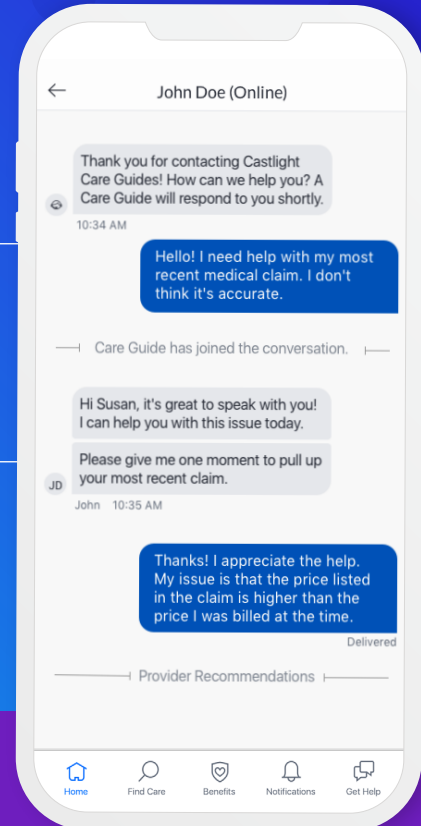 John Doe (Online)
Thank you for contacting Castlight
Care Guides! How can we help you? A
Care Guide will respond to you shortly.
10:34 AM
Hello! I need help with my most
recent medical claim. I don't
think it's accurate.
Care Guide has joined the conversation.
Hi Susan, it's great to speak with you!
I can help you with this issue today.
Please give me one moment to pull up
your most recent claim.
JD
John 10:35 AM
Thanks! I appreciate the help.
My issue is that the price listed
in the claim is higher than the
price I was billed at the time.
Delivered
Provider Recommendations
Home Find Care Benefits Notifications Get Help